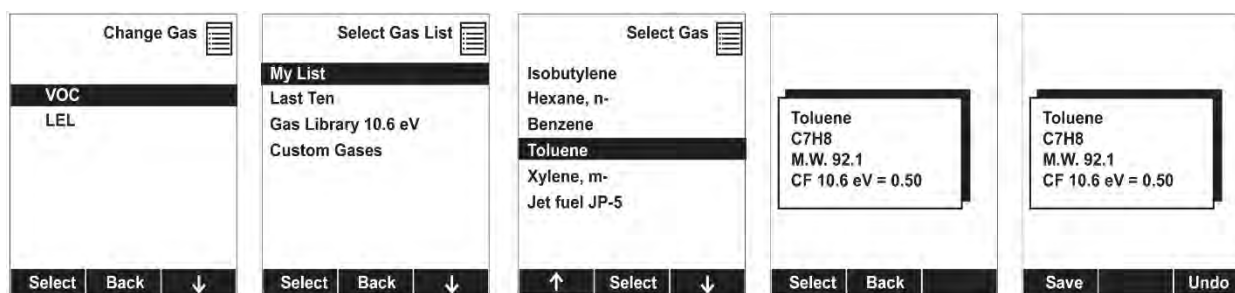 Change Gas
VOC
LEL
Select Back ↓
Select Gas List
My List
Last Ten
Gas Library 10.6 eV
Custom Gases
Select Back ↓
Select Gas
Isobutylene
Hexane, n-
Benzene
Toluene
Xylene, m-
Jet fuel JP-5
↑ Select ↓
Toluene
C7H8
M.W. 92.1
CF 10.6 eV = 0.50
Select Back
Toluene
C7H8
M.W. 92.1
CF 10.6 eV = 0.50
Save Undo